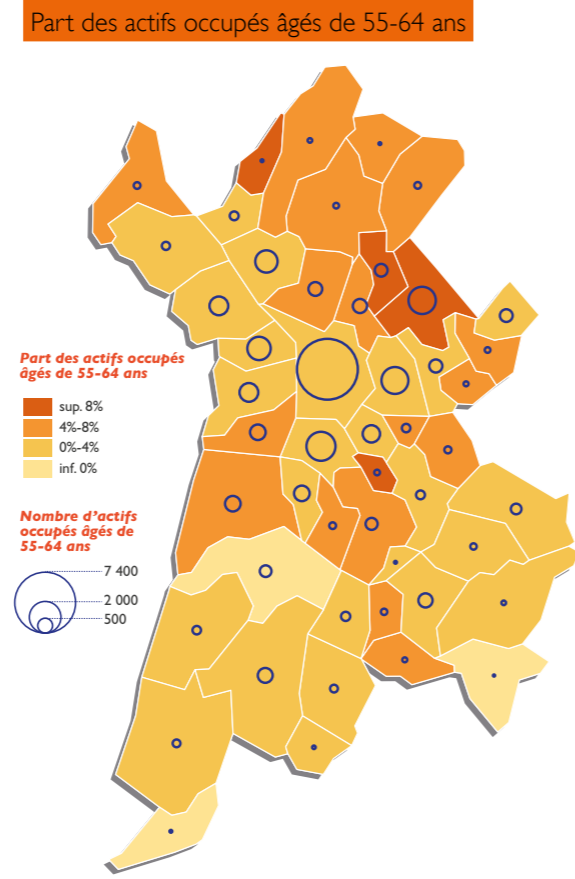 Part des actifs occupés âgés de 55-64 ans
Part des actifs occupés
âgés de 55-64 ans
sup. 8%
4%-8%
0%-4%
inf. 0%
Nombre d'actifs
occupés âgés de
55-64 ans
7 400
2 000
500